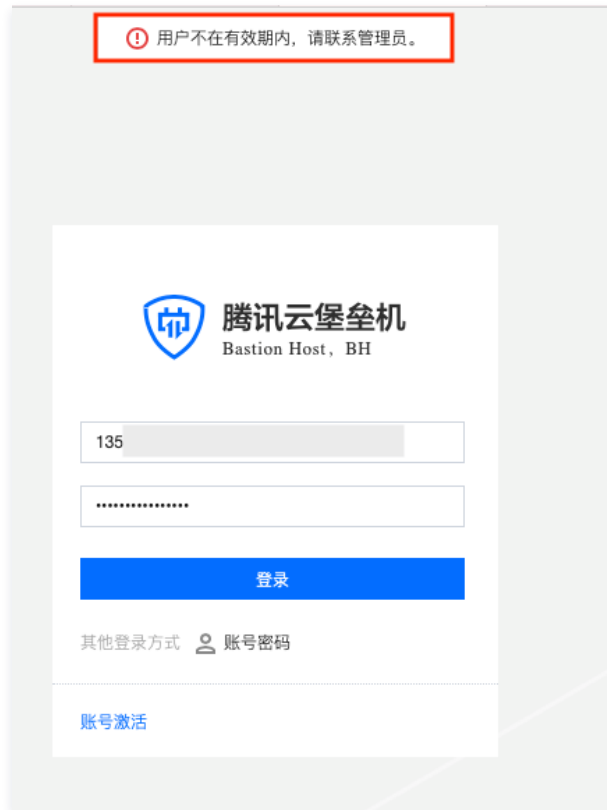 用户不在有效期内，请联系管理员。
腾讯云堡垒机
Bastion Host，BH
135
登录
其他登录方式 账号密码
账号激活